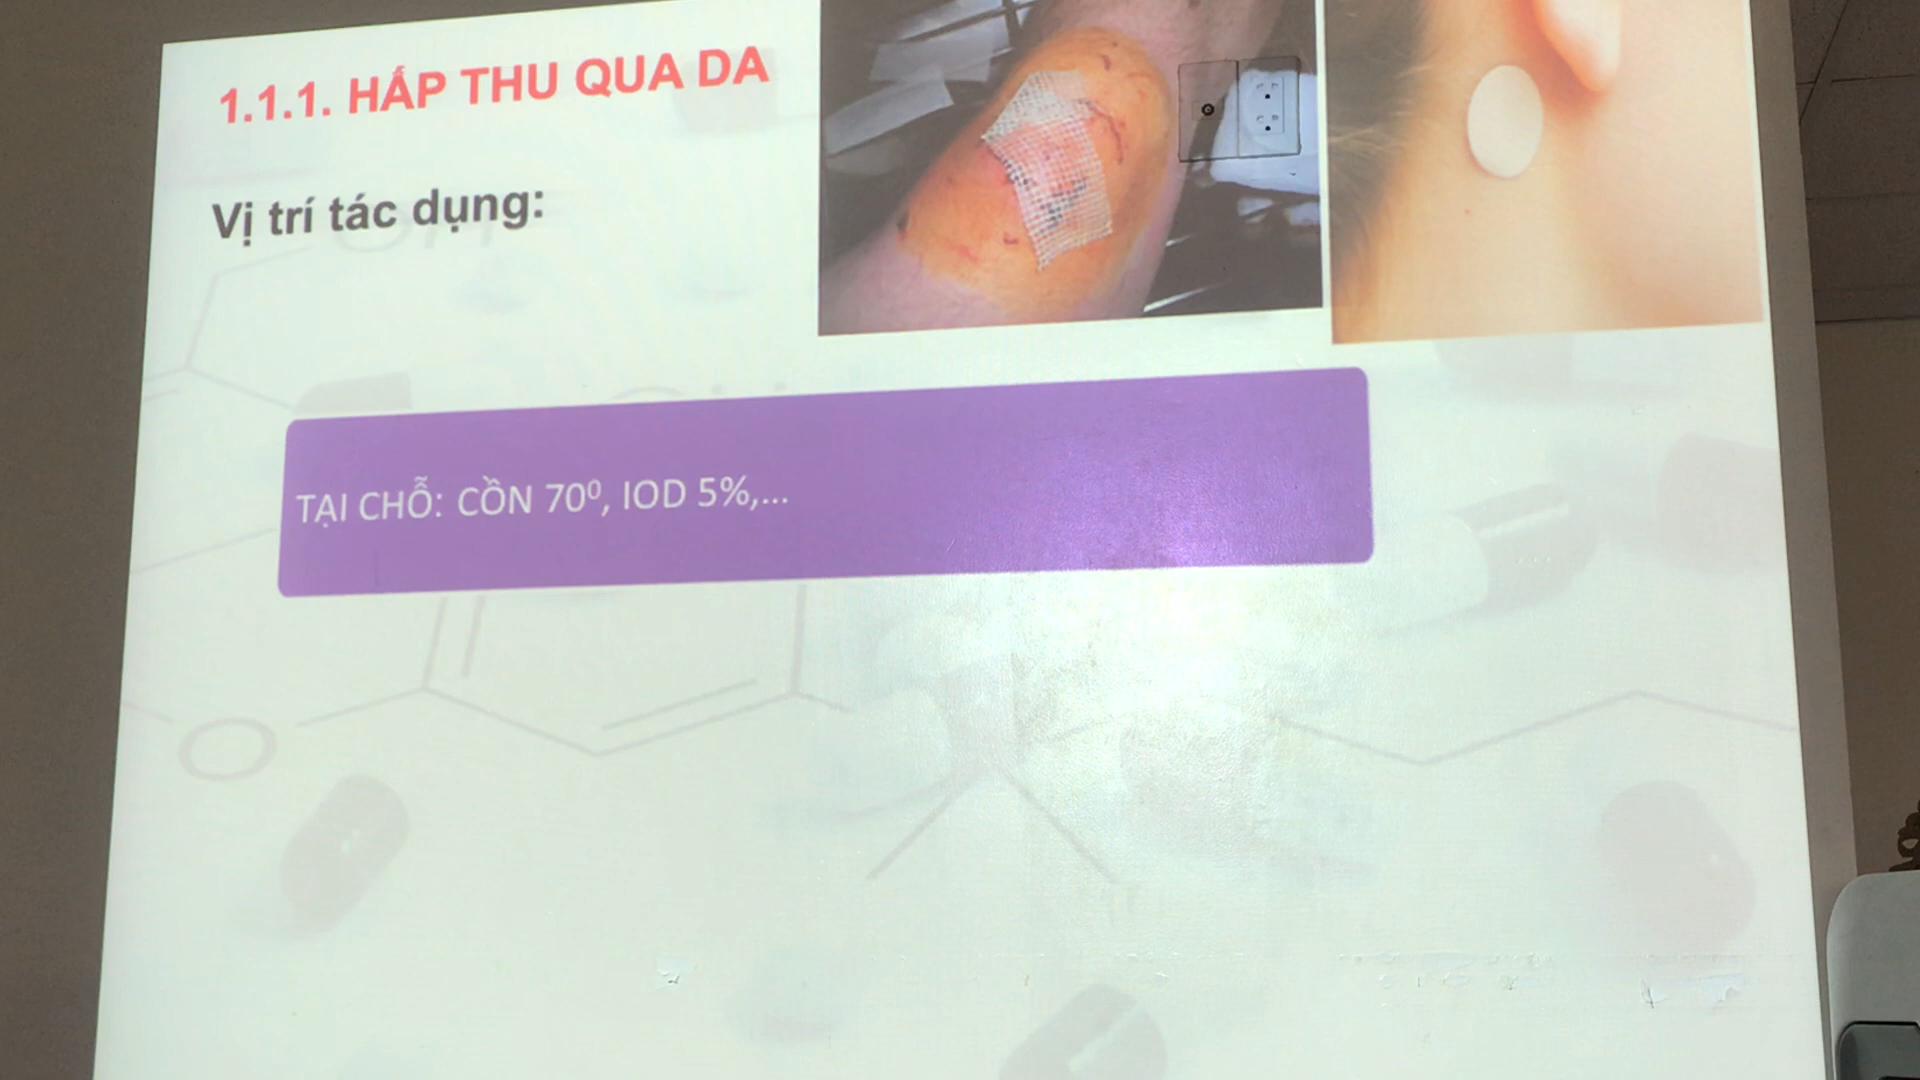 1.1.1. HẤP THU QUA DA
Vị trí tác dụng:
TẠI CHỖ: CỒN 70⁰, IOD 5%,...